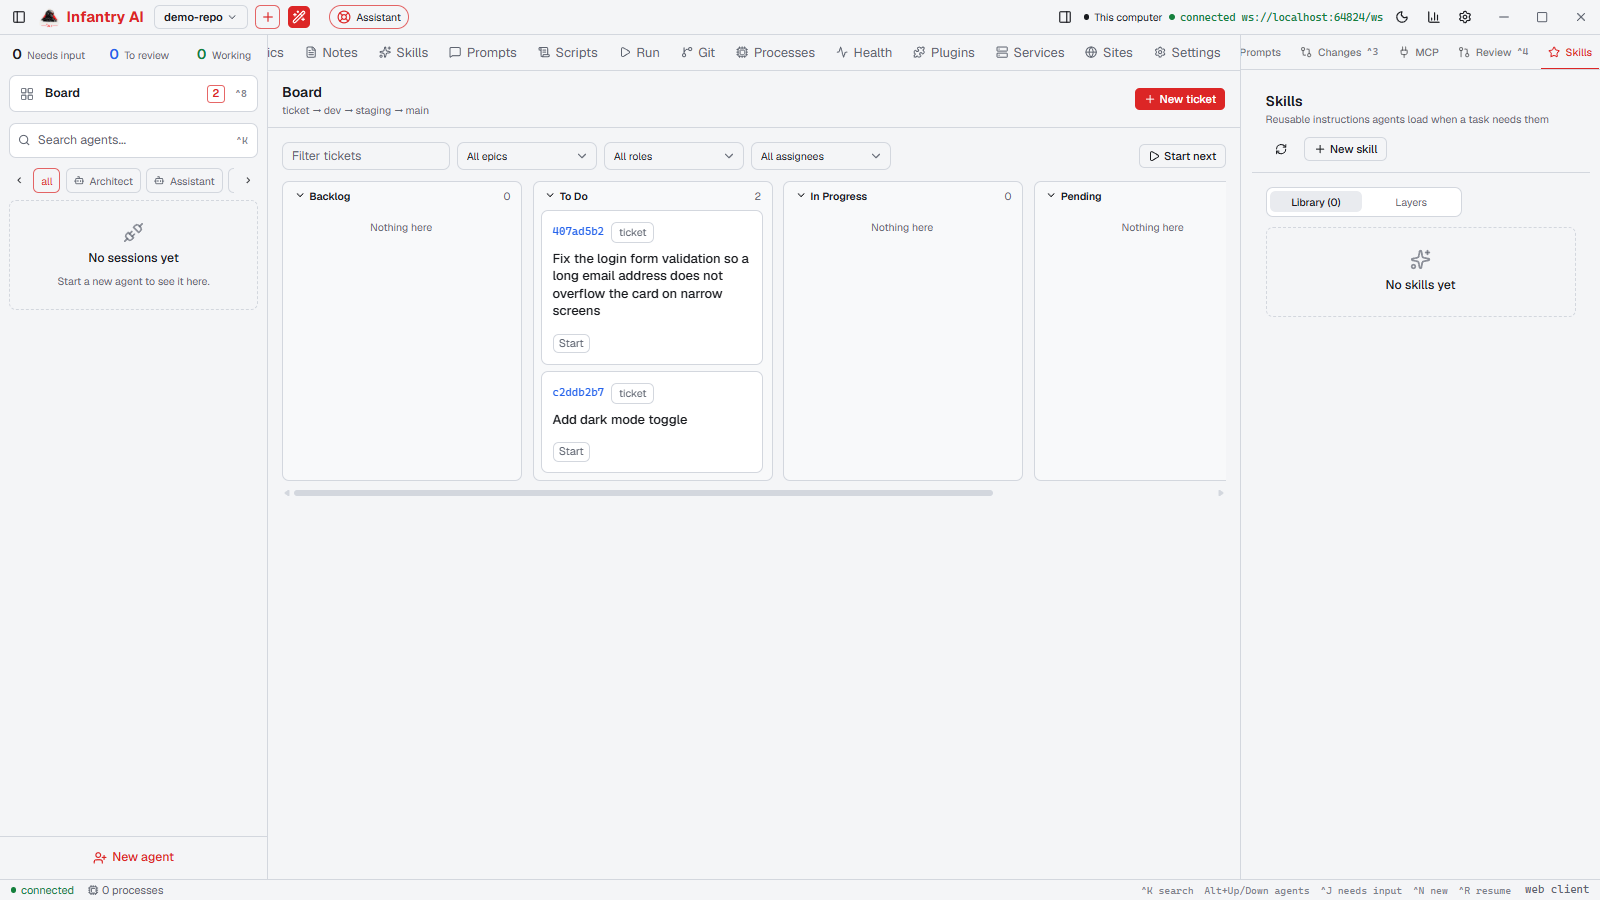 Infantry AI
demo-repo
Assistant
This computer
connected ws://localhost:64824/ws
0 Needs input
0 To review
0 Working
ics
Notes
Skills
Prompts
Scripts
Run
Git
Processes
Health
Plugins
Services
Sites
Settings
Prompts
Changes ^3
MCP
Review ^4
Skills
Board
2
^8
Search agents...
^K
all
Architect
Assistant
No sessions yet
Start a new agent to see it here.
New agent
Board
ticket → dev → staging → main
New ticket
Filter tickets
All epics
All roles
All assignees
Start next
Backlog
0
Nothing here
To Do
2
407ad5b2
ticket
Fix the login form validation so a
long email address does not
overflow the card on narrow
screens
Start
c2ddb2b7
ticket
Add dark mode toggle
Start
In Progress
0
Nothing here
Pending
Nothing here
Skills
Reusable instructions agents load when a task needs them
New skill
Library (0)
Layers
No skills yet
connected
0 processes
^K search
Alt+Up/Down agents
^J needs input
^N new
^R resume
web client